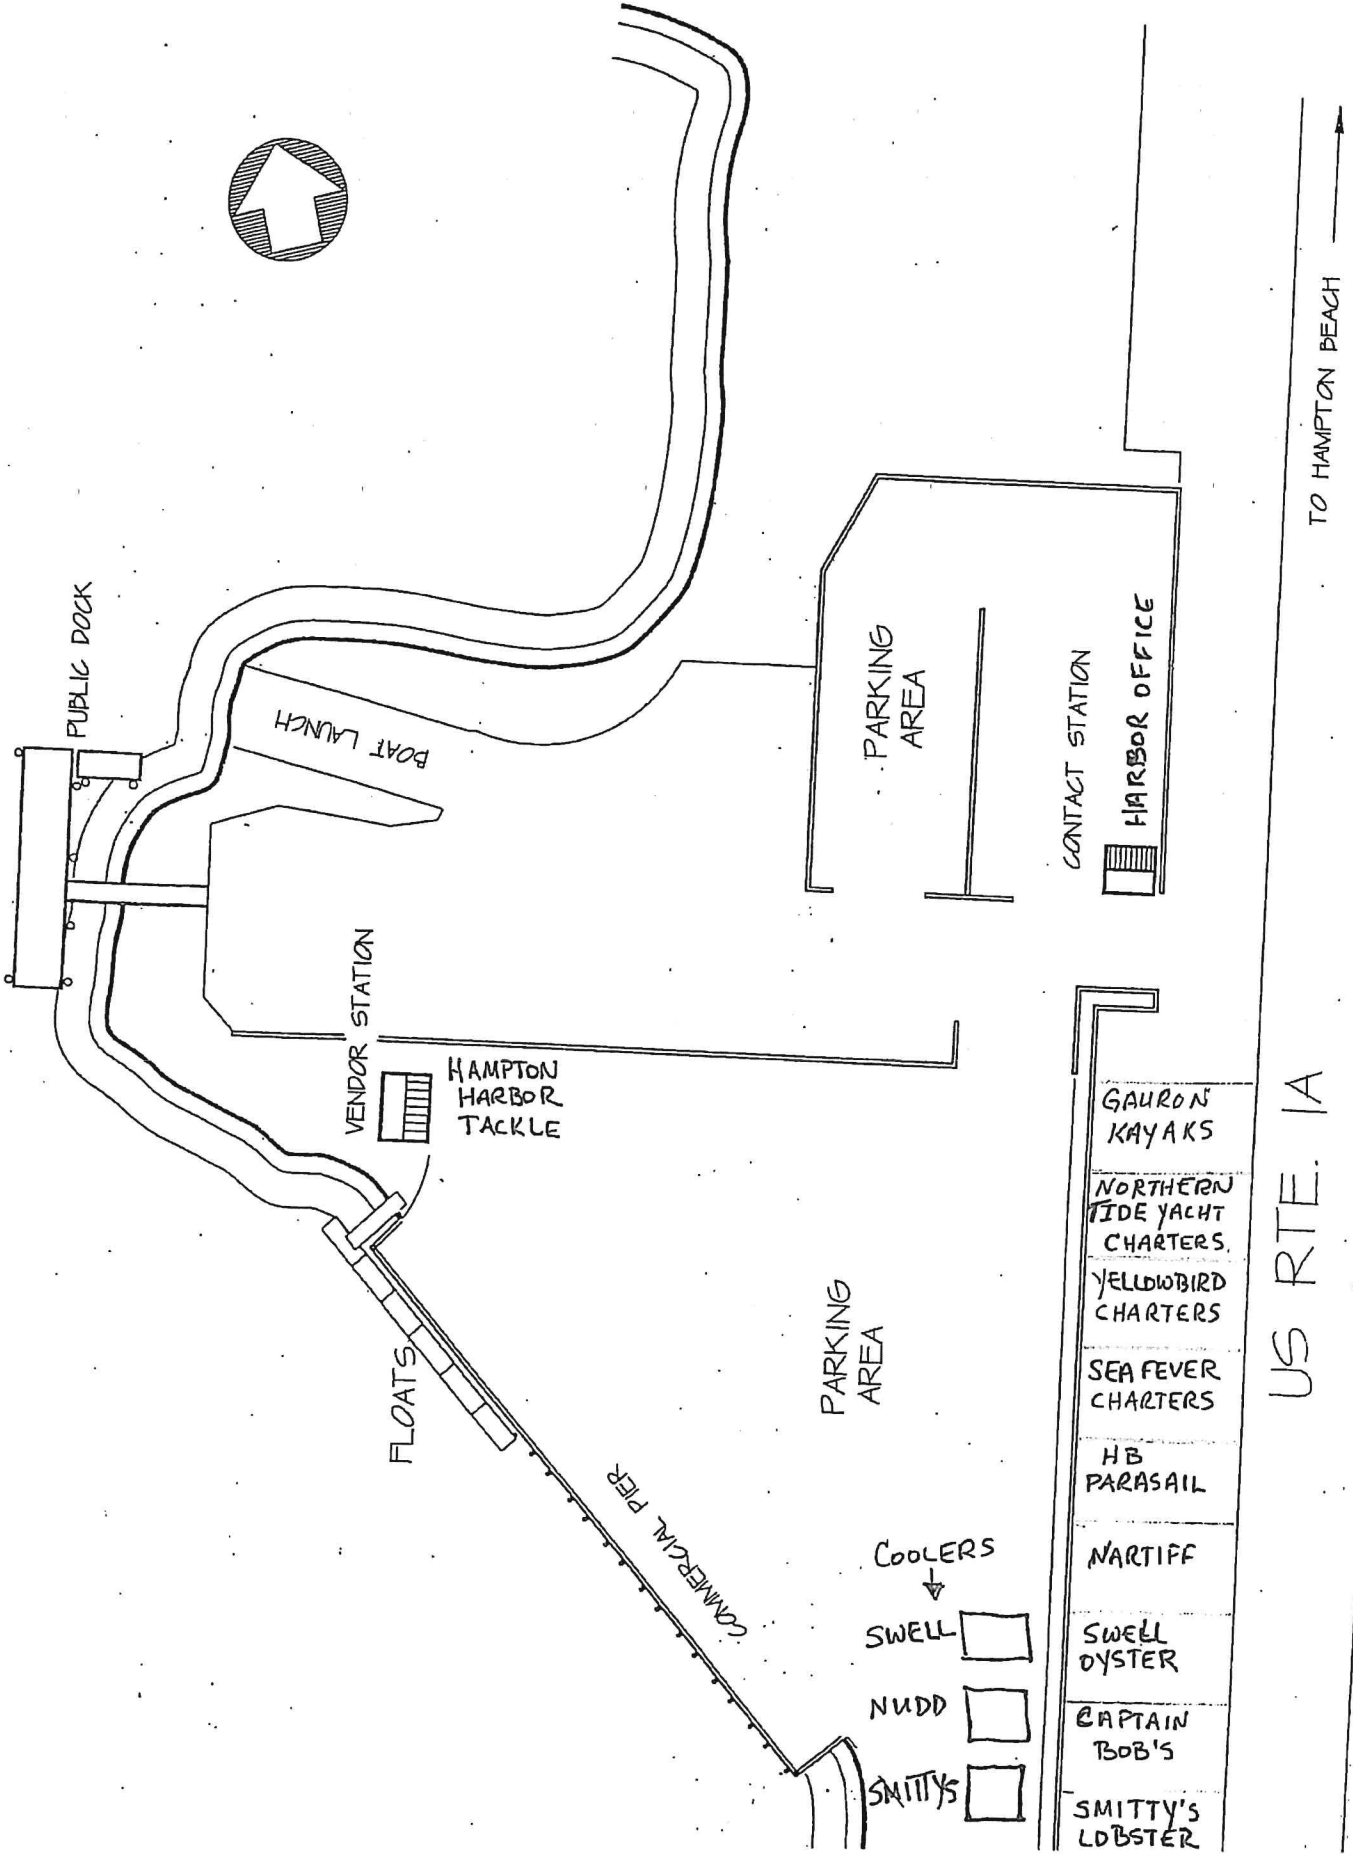 PUBLIC DOCK
BOAT LAUNCH
TO HAMPTON BEACH
PARKING
AREA
CONTACT STATION
HARBOR OFFICE
VENDOR STATION
HAMPTON
HARBOR
TACKLE
FLOATS
COMMERCIAL PIER
PARKING
AREA
US RTE. 1A
GAURON
KAYAKS
NORTHERN
TIDE YACHT
CHARTERS.
YELLOWBIRD
CHARTERS
SEA FEVER
CHARTERS
HB
PARASAIL
NARTIFF
SWELL
OYSTER
CAPTAIN
BOB'S
SMITTY'S
LOBSTER
COOLERS
SWELL
NUDD
SMITTYS